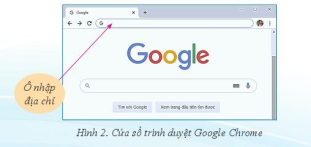 Google
Google
Ô nhập
địa chỉ
Tìm với Google
Xem trang đầu tiên tìm được
Hình 2. Cửa sổ trình duyệt Google Chrome